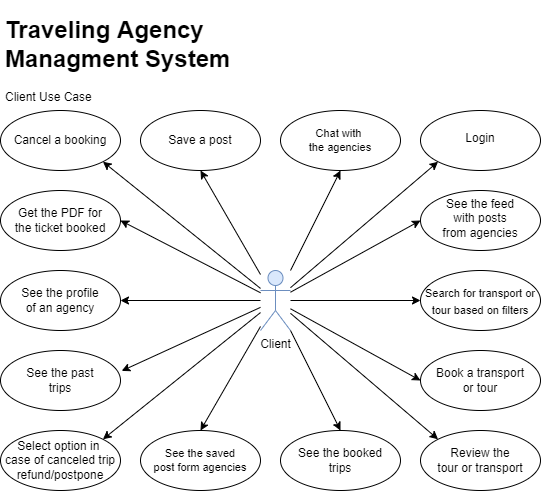 Traveling Agency
Managment System
Client Use Case
Cancel a booking
Save a post
Chat with
the agencies
Login
Get the PDF for
the ticket booked
See the feed
with posts
from agencies
See the profile
of an agency
Search for transport or
tour based on filters
Client
See the past
trips
Book a transport
or tour
Select option in
case of canceled trip
refund/postpone
See the saved
post form agencies
See the booked
trips
Review the
tour or transport